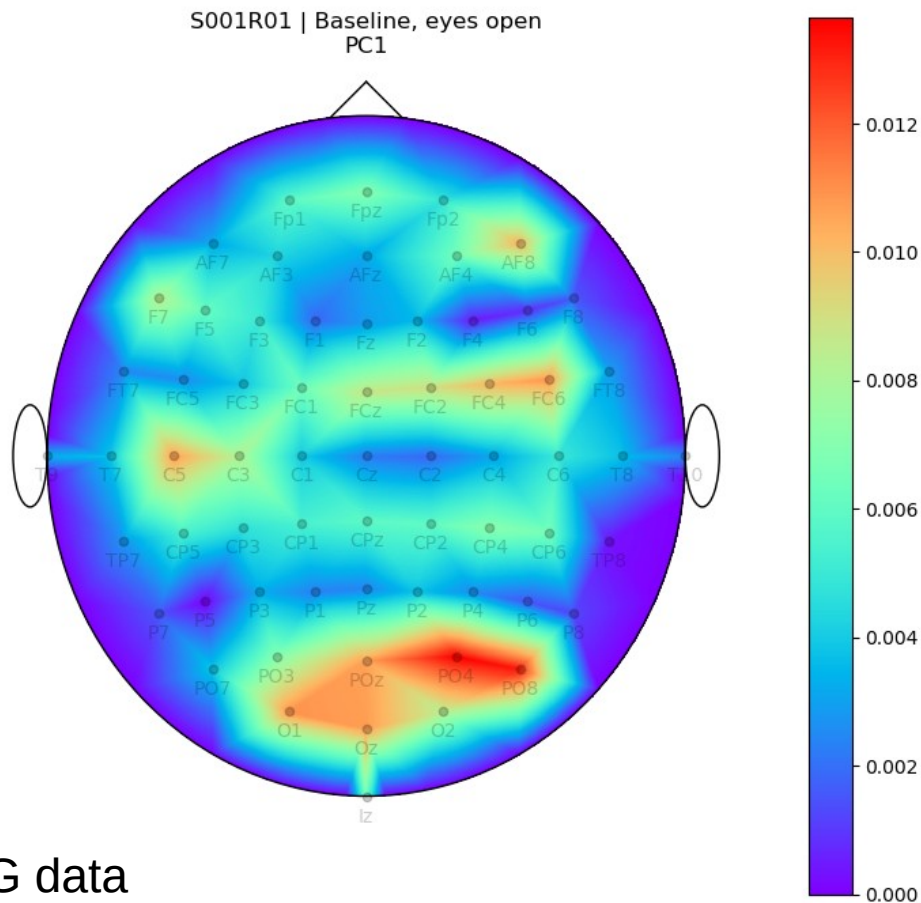 S001R01 | Baseline, eyes open
PC1
0.012
0.010
0.008
0.006
0.004
0.002
0.000
Fp1 Fpz Fp2
AF7 AF3 AFz AF4 AF8
F7 F5 F3 F1 Fz F2 F4 F6 F8
FT7 FC5 FC3 FC1 FCz FC2 FC4 FC6 FT8
T9 T7 C5 C3 C1 Cz C2 C4 C6 T8 T10
TP7 CP5 CP3 CP1 CPz CP2 CP4 CP6 TP8
P7 P5 P3 P1 Pz P2 P4 P6 P8
PO7 PO3 POz PO4 PO8
O1 Oz O2
Iz
G data